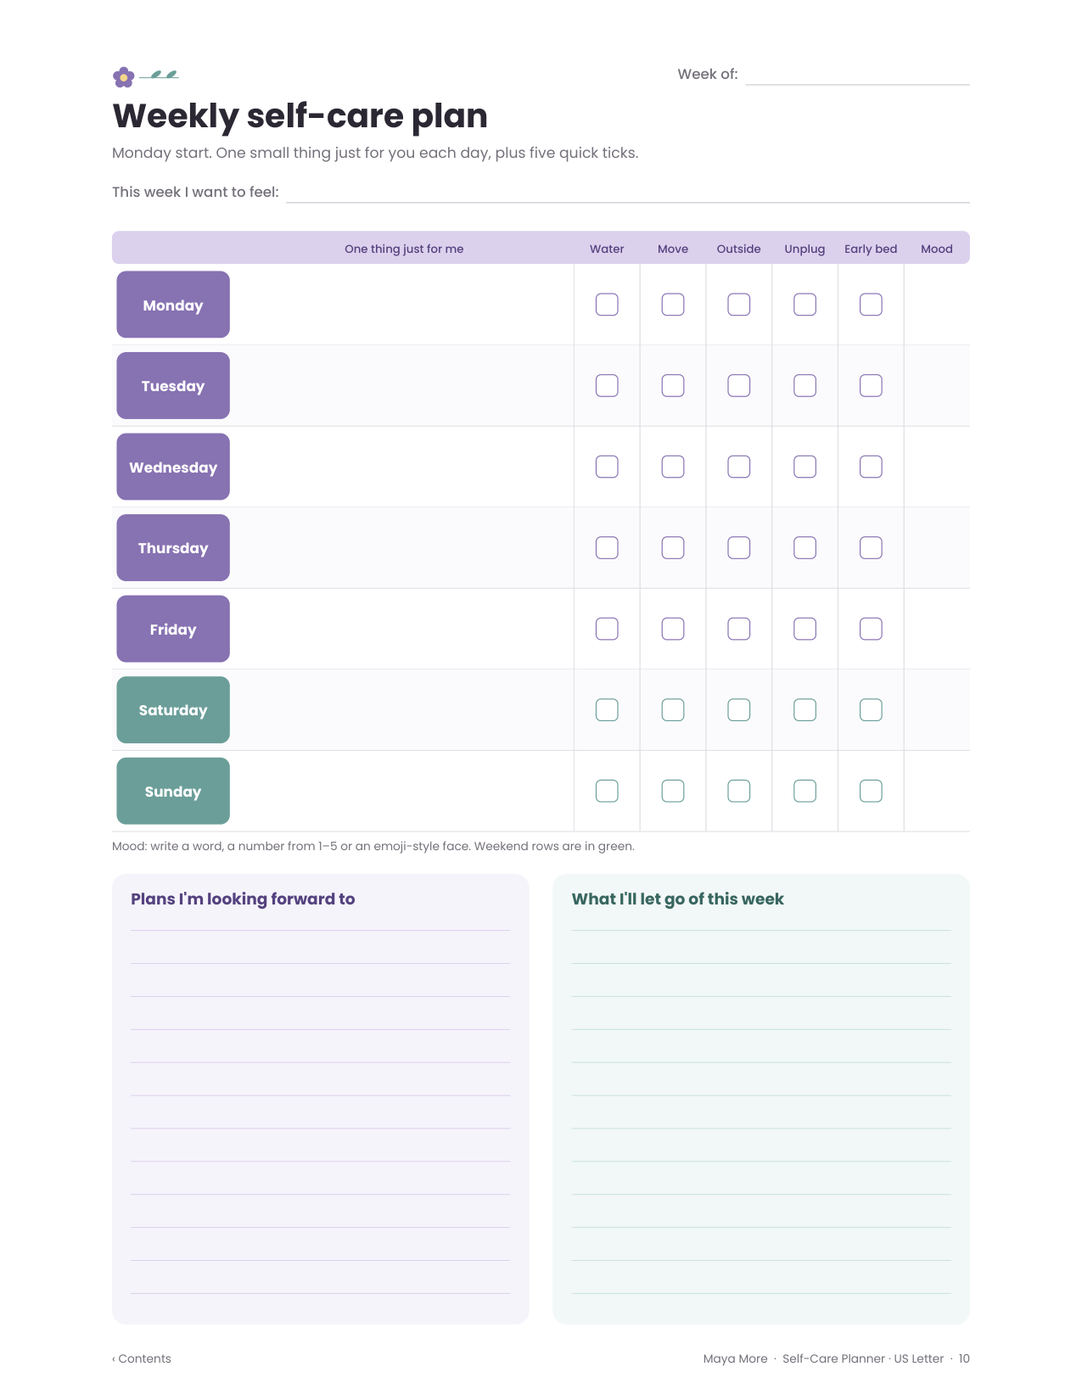 Week of:
Weekly self-care plan
Monday start. One small thing just for you each day, plus five quick ticks.
This week I want to feel:
One thing just for me Water Move Outside Unplug Early bed Mood
Monday
Tuesday
Wednesday
Thursday
Friday
Saturday
Sunday
Mood: write a word, a number from 1–5 or an emoji-style face. Weekend rows are in green.
Plans I'm looking forward to
What I'll let go of this week
‹ Contents
Maya More · Self-Care Planner · US Letter · 10